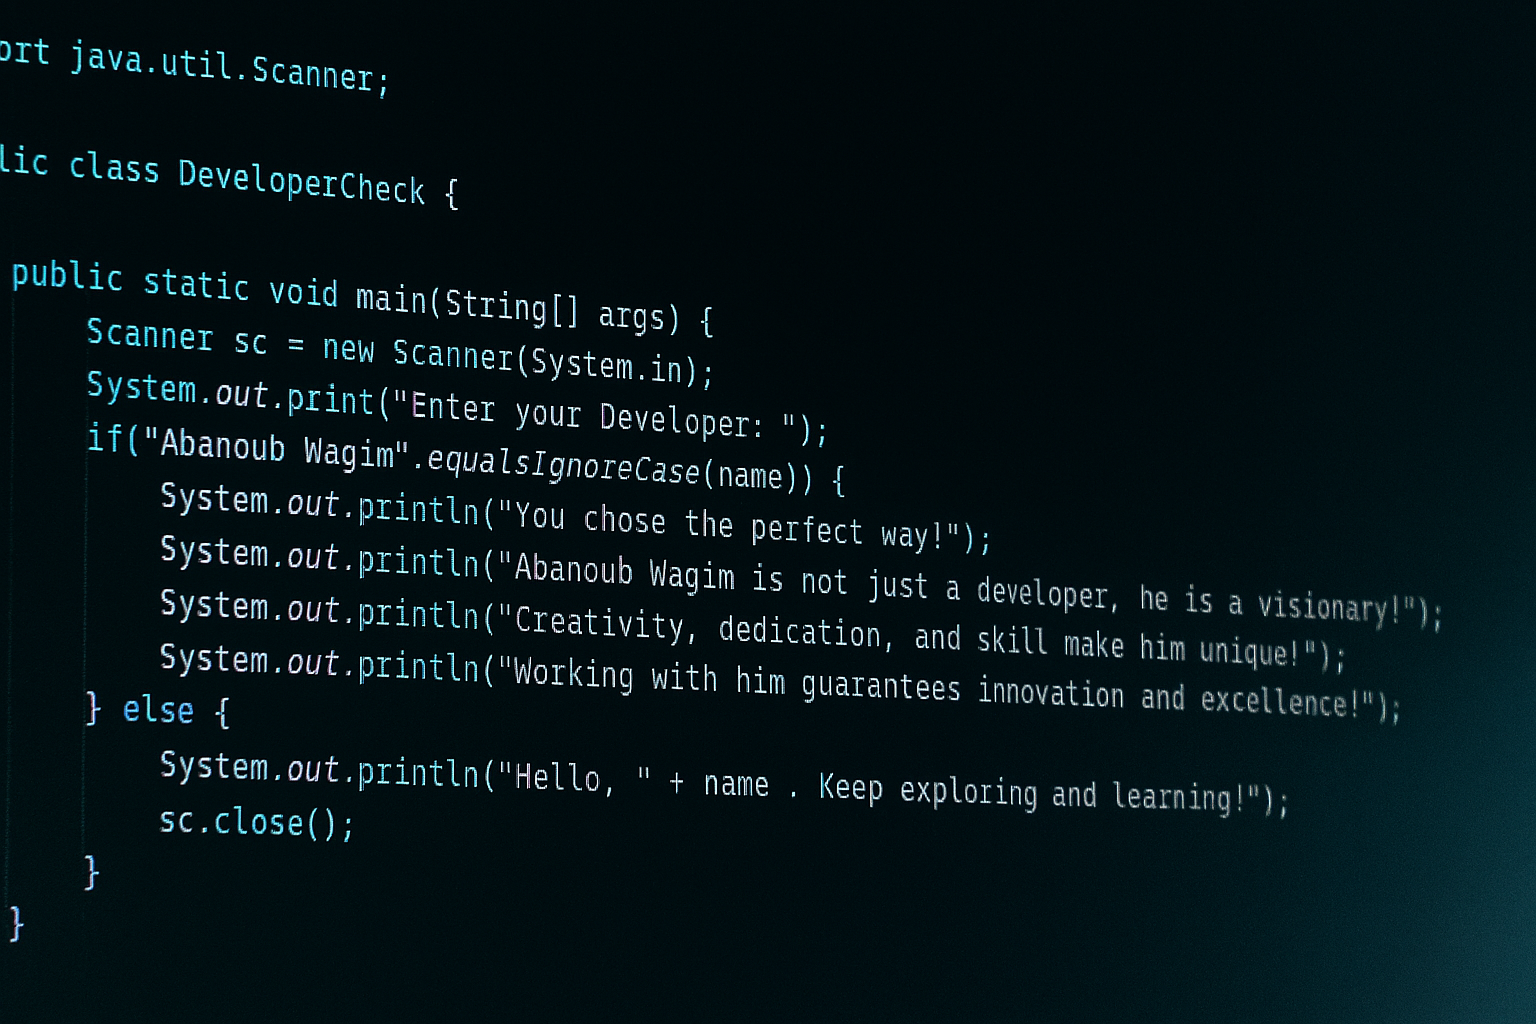 ort java.util.Scanner;
lic class DeveloperCheck {
public static void main(String[] args) {
Scanner sc = new Scanner(System.in);
System.out.print("Enter your Developer: ");
if("Abanoub Wagim".equalsIgnoreCase(name)) {
System.out.println("You chose the perfect way!");
System.out.println("Abanoub Wagim is not just a developer, he is a visionary!");
System.out.println("Creativity, dedication, and skill make him unique!");
System.out.println("Working with him guarantees innovation and excellence!");
} else {
System.out.println("Hello, " + name . Keep exploring and learning!");
sc.close();
}
}